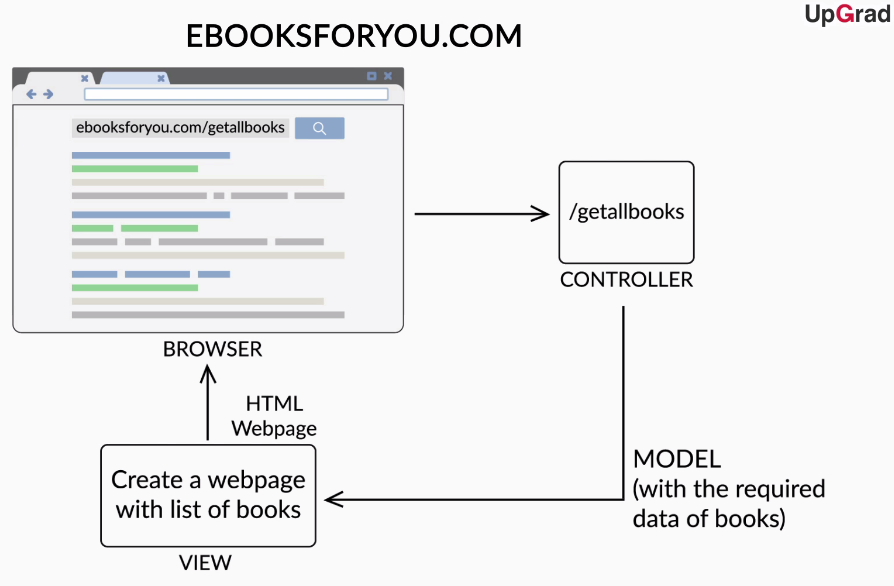 UpGrad
EBOOKSFORYOU.COM
ebooksforyou.com/getallbooks
/getallbooks
CONTROLLER
BROWSER
HTML
Webpage
Create a webpage
with list of books
VIEW
MODEL
(with the required
data of books)